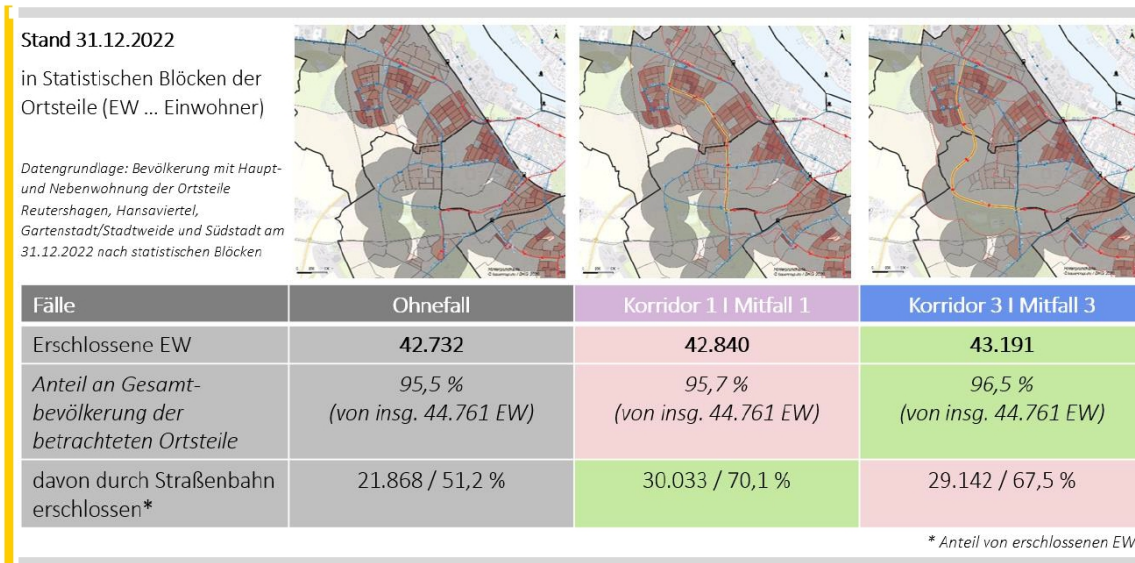 Stand 31.12.2022
in Statistischen Blöcken der
Ortsteile (EW ... Einwohner)
Datengrundlage: Bevölkerung mit Haupt-
und Nebenwohnung der Ortsteile
Reutershagen, Hansaviertel,
Gartenstadt/Stadtweide und Südstadt am
31.12.2022 nach statistischen Blöcken
Fälle Ohnefall Korridor 1 I Mitfall 1 Korridor 3 I Mitfall 3
Erschlossene EW 42.732 42.840 43.191
Anteil an Gesamt- 95,5 % 95,7 % 96,5 %
bevölkerung der (von insg. 44.761 EW) (von insg. 44.761 EW) (von insg. 44.761 EW)
betrachteten Ortsteile
davon durch Straßenbahn 21.868 / 51,2 % 30.033 / 70,1 % 29.142 / 67,5 %
erschlossen*
* Anteil von erschlossenen EW